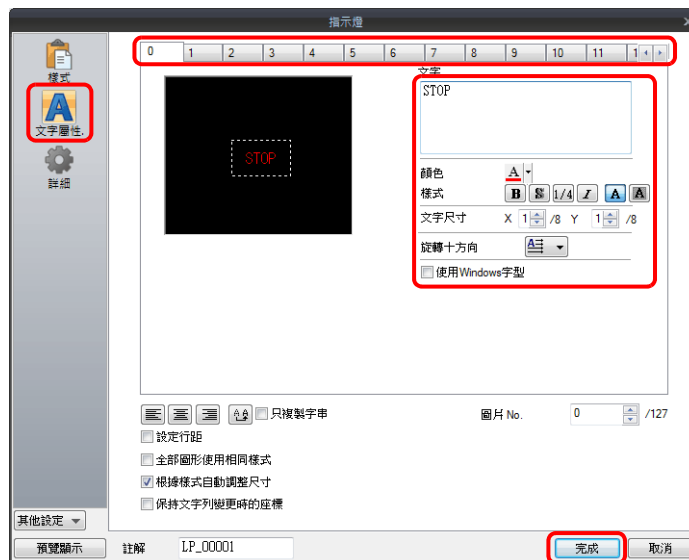 指示燈
樣式
文字屬性.
詳細
0 1 2 3 4 5 6 7 8 9 10 11 1
STOP
文字
STOP
顏色 A
樣式 B S 1/4 I A A
文字尺寸 X 1 /8 Y 1 /8
旋轉十方向 A
使用Windows字型
只複製字串
圖片 No. 0 /127
設定行距
全部圖形使用相同樣式
根據樣式自動調整尺寸
保持文字列變更時的座標
其他設定
預覽顯示 註解 LP_00001 完成 取消